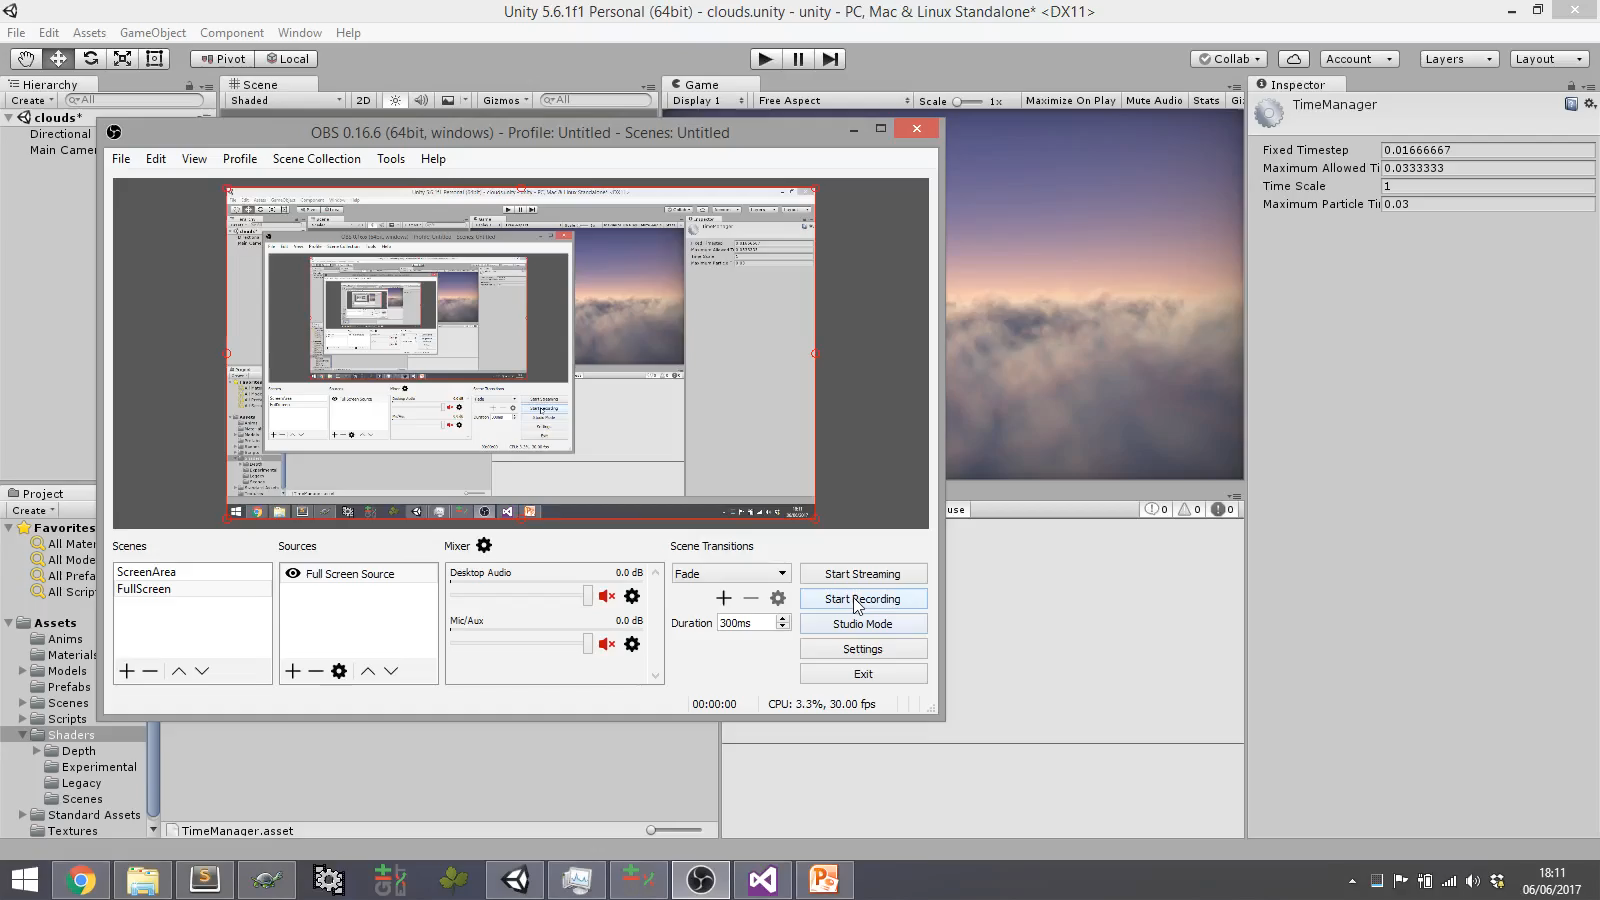 Unity 5.6.1f1 Personal (64bit) - clouds.unity - unity - PC, Mac & Linux Standalone* <DX11>
File Edit Assets GameObject Component Window Help
Pivot Local Collab Account Layers Layout
Hierarchy Scene Game Inspector
Create All Shaded 2D Gizmos All Display 1 Free Aspect Scale 1x Maximize On Play Mute Audio Stats Gi
TimeManager
clouds*
Directional
Main Camer
Fixed Timestep 0.01666667
Maximum Allowed Ti 0.0333333
Time Scale 1
Maximum Particle Ti 0.03
OBS 0.16.6 (64bit, windows) - Profile: Untitled - Scenes: Untitled
File Edit View Profile Scene Collection Tools Help
Scenes Sources Mixer Scene Transitions
ScreenArea
FullScreen
Full Screen Source
Desktop Audio 0.0 dB
Mic/Aux 0.0 dB
Fade
Duration 300ms
Start Streaming
Start Recording
Studio Mode
Settings
Exit
00:00:00 CPU: 3.3%, 30.00 fps
Project
Create
Favorites
All Mater
All Mode
All Prefa
All Scrip
Assets
Anims
Materials
Models
Prefabs
Scenes
Scripts
Shaders
Depth
Experimental
Legacy
Scenes
Standard Assets
Textures
TimeManager.asset
use 0 0 0
18:11
06/06/2017